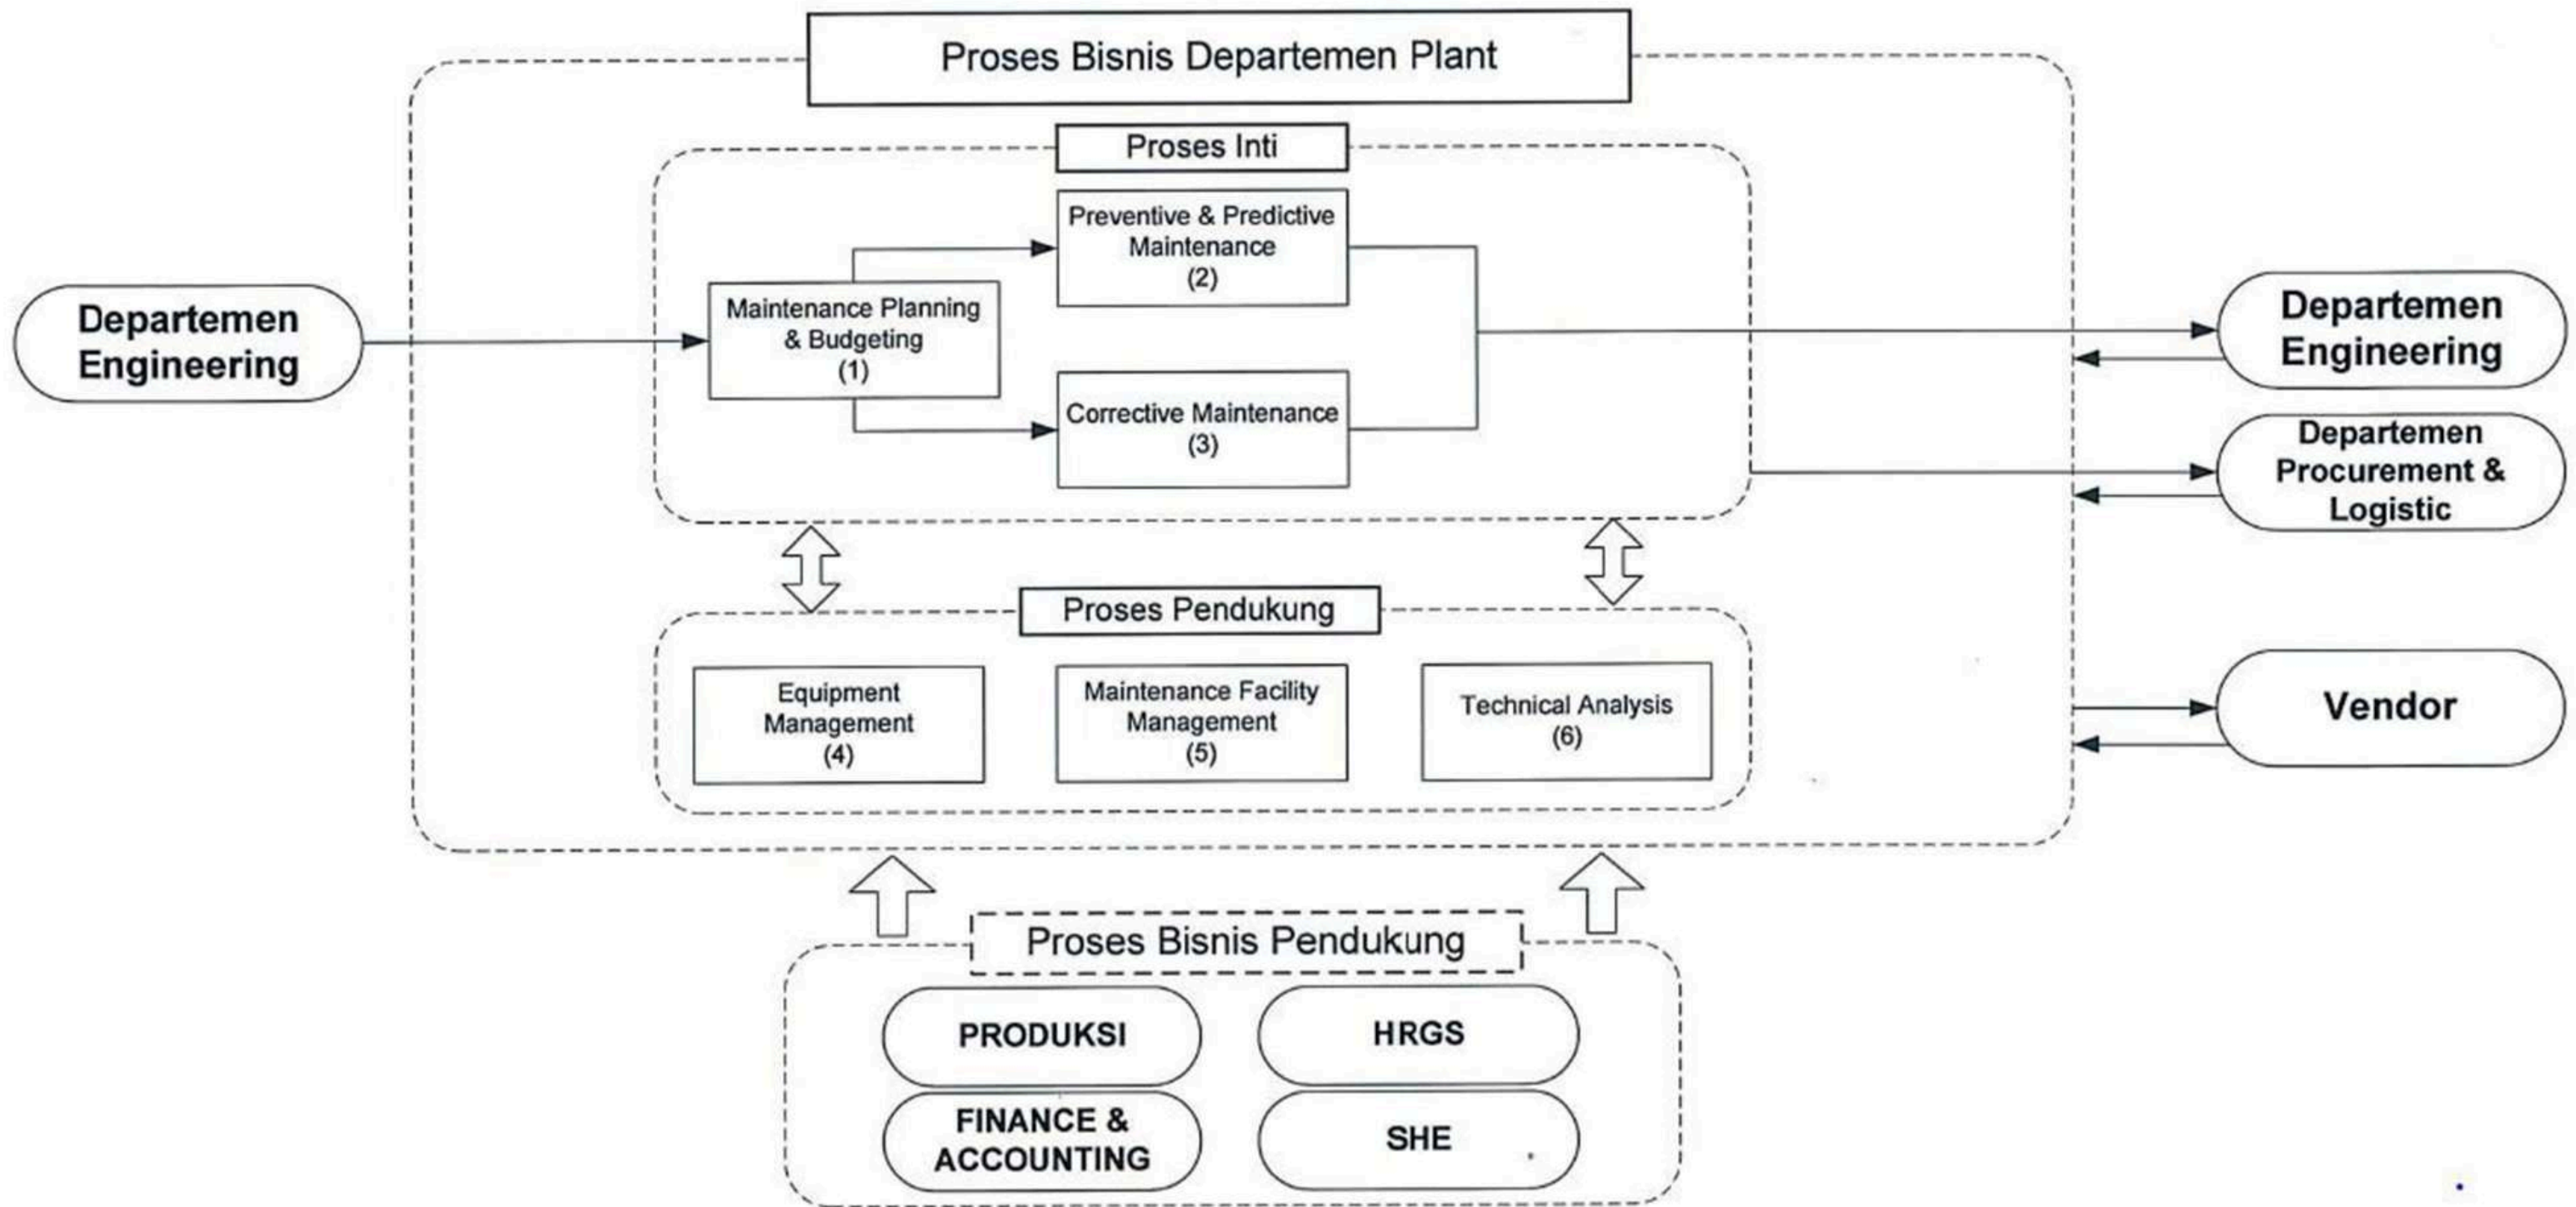 Proses Bisnis Departemen Plant
Proses Inti
Preventive & Predictive
Maintenance
(2)
Maintenance Planning
& Budgeting
(1)
Corrective Maintenance
(3)
Departemen
Engineering
Departemen
Engineering
Departemen
Procurement &
Logistic
Proses Pendukung
Equipment
Management
(4)
Maintenance Facility
Management
(5)
Technical Analysis
(6)
Vendor
Proses Bisnis Pendukung
PRODUKSI
HRGS
FINANCE &
ACCOUNTING
SHE